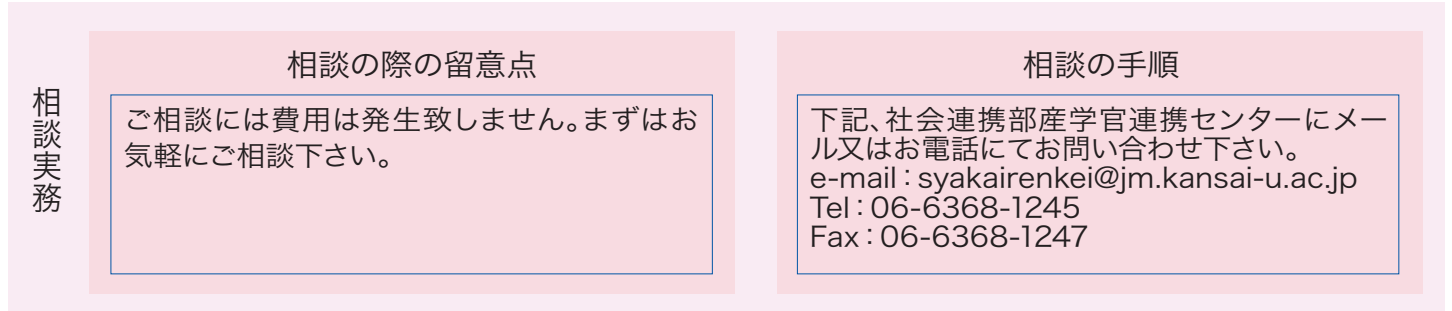 相談実務
相談の際の留意点
ご相談には費用は発生致しません。まずはお
気軽にご相談下さい。
相談の手順
下記、社会連携部産学官連携センターにメー
ル又はお電話にてお問い合わせ下さい。
e-mail：syakairenkei@jm.kansai-u.ac.jp
Tel：06-6368-1245
Fax：06-6368-1247